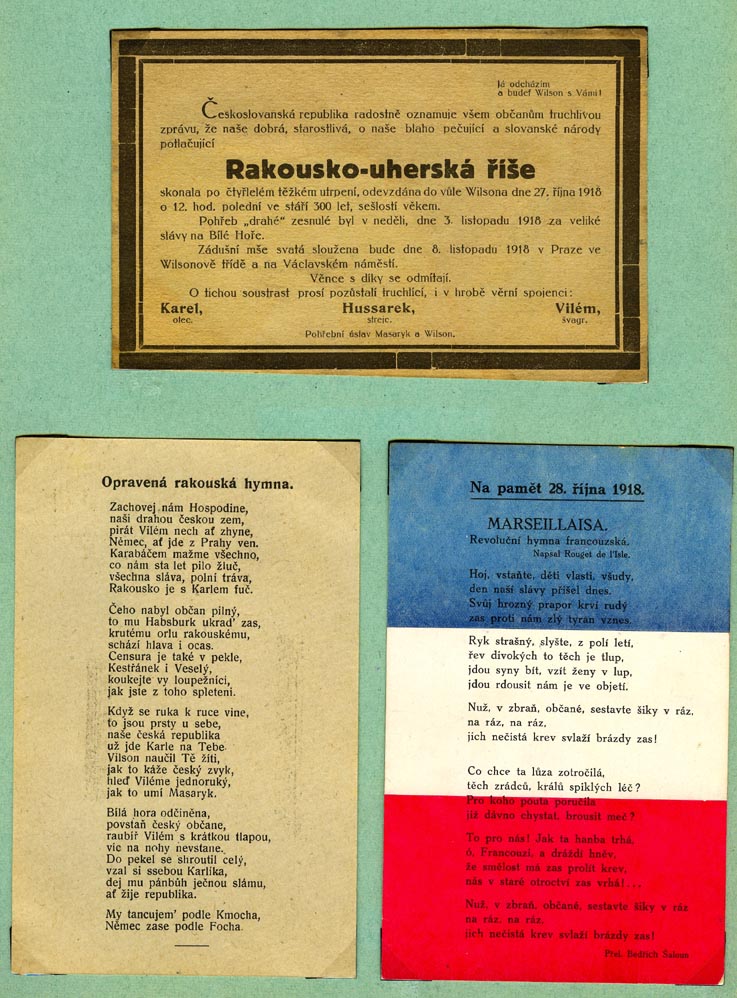 Já odcházím
a budeť Wilson s Vámi!
Československá republika radostně oznamuje všem občanům truchlivou
zprávu, že naše dobrá, starostlivá, o naše blaho pečující a slovanské národy
potlačující
Rakousko-uherská říše
skonala po čtyřletém těžkém utrpení, odevzdána do vůle Wilsona dne 27. října 1918
o 12. hod. polední ve stáří 300 let, sešlostí věkem.
Pohřeb „drahé“ zesnulé byl v neděli, dne 3. listopadu 1918 za veliké
slávy na Bílé Hoře.
Zádušní mše svatá sloužena bude dne 8. listopadu 1918 v Praze ve
Wilsonově třídě a na Václavském náměstí.
Věnce s díky se odmítají.
O tichou soustrast prosí pozůstalí truchlící, i v hrobě věrní spojenci:
Karel, Hussarek, Vilém,
otec. strejc. švagr.
Pohřební ústav Masaryk a Wilson.
Opravená rakouská hymna.
Zachovej nám Hospodine,
naši drahou českou zem,
pirát Vilém nech ať zhyne,
Němec, ať jde z Prahy ven.
Karabáčem mažme všechno,
co nám sta let pilo žluč,
všechna sláva, polní tráva,
Rakousko je s Karlem fuč.
Čeho nabyl občan pilný,
to mu Habsburk ukrad’ zas,
krutému orlu rakouskému,
schází hlava i ocas.
Censura je také v pekle,
Kestřánek i Veselý,
koukejte vy loupežníci,
jak jste z toho spleteni.
Když se ruka k ruce vine,
to jsou prsty u sebe,
naše česká republika
už jde Karle na Tebe.
Vilson naučil Tě žíti,
jak to káže český zvyk,
hleď Viléme jednoruký,
jak to umí Masaryk.
Bílá hora odčiněna,
povstaň český občane,
raubíř Vilém s krátkou tlapou,
víc na nohy nevstane.
Do pekel se shroutil celý,
vzal si ssebou Karlíka,
dej mu pánbůh ječnou slámu,
ať žije republika.
My tancujem’ podle Kmocha,
Němec zase podle Focha.
Na pamět 28. října 1918.
MARSEILLAISA.
Revoluční hymna francouzská.
Napsal Rouget de l'Isle.
Hoj, vstaňte, děti vlasti, všudy,
den naší slávy přišel dnes.
Svůj hrozný prapor krví rudý
zas proti nám zlý tyran vznes.
Ryk strašný, slyšte, z polí letí,
řev divokých to těch je tlup,
jdou syny bít, vzít ženy v lup,
jdou rdousit nám je ve objetí.
Nuž, v zbraň, občané, sestavte šiky v ráz.
na ráz, na ráz,
jich nečistá krev svlaží brázdy zas!
Co chce ta lůza zotročilá,
těch zrádců, králů spiklých léč?
Pro koho pouta poručila
již dávno chystat, brousit meč?
To pro nás! Jak ta hanba trhá,
ó, Francouzi, a dráždí hněv,
že smělost má zas prolít krev,
nás v staré otroctví zas vrhá!...
Nuž, v zbraň, občané, sestavte šiky v ráz
na ráz, na ráz,
jich nečistá krev svlaží brázdy zas!
Přel. Bedřich Šaloun